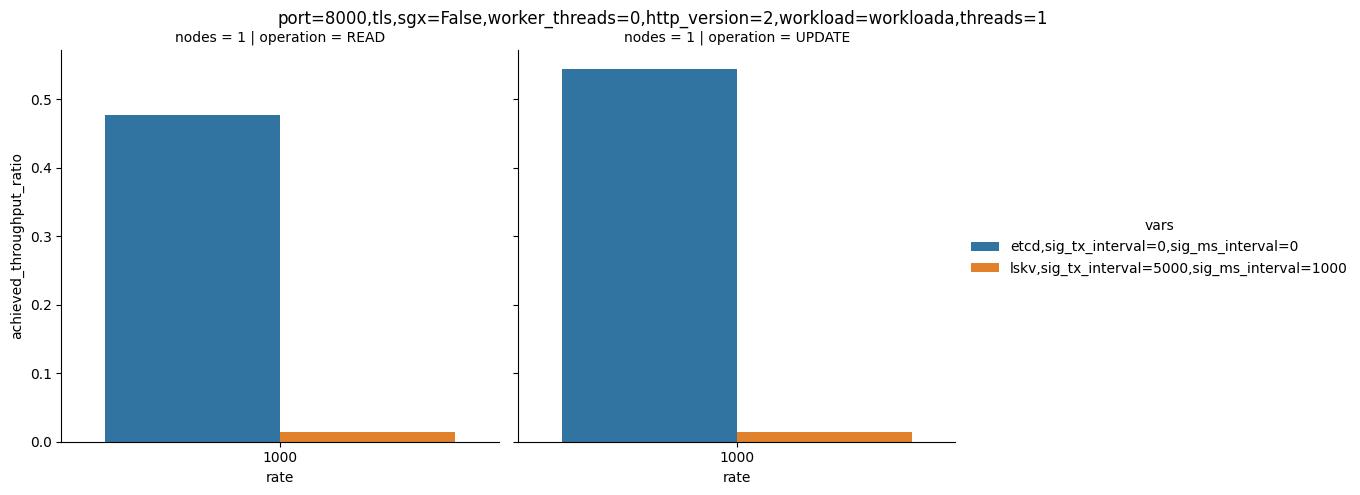 port=8000,tls,sgx=False,worker_threads=0,http_version=2,workload=workloada,threads=1
nodes = 1 | operation = READ
nodes = 1 | operation = UPDATE
achieved_throughput_ratio
0.5
0.4
0.3
0.2
0.1
0.0
1000
rate
1000
rate
vars
etcd,sig_tx_interval=0,sig_ms_interval=0
lskv,sig_tx_interval=5000,sig_ms_interval=1000